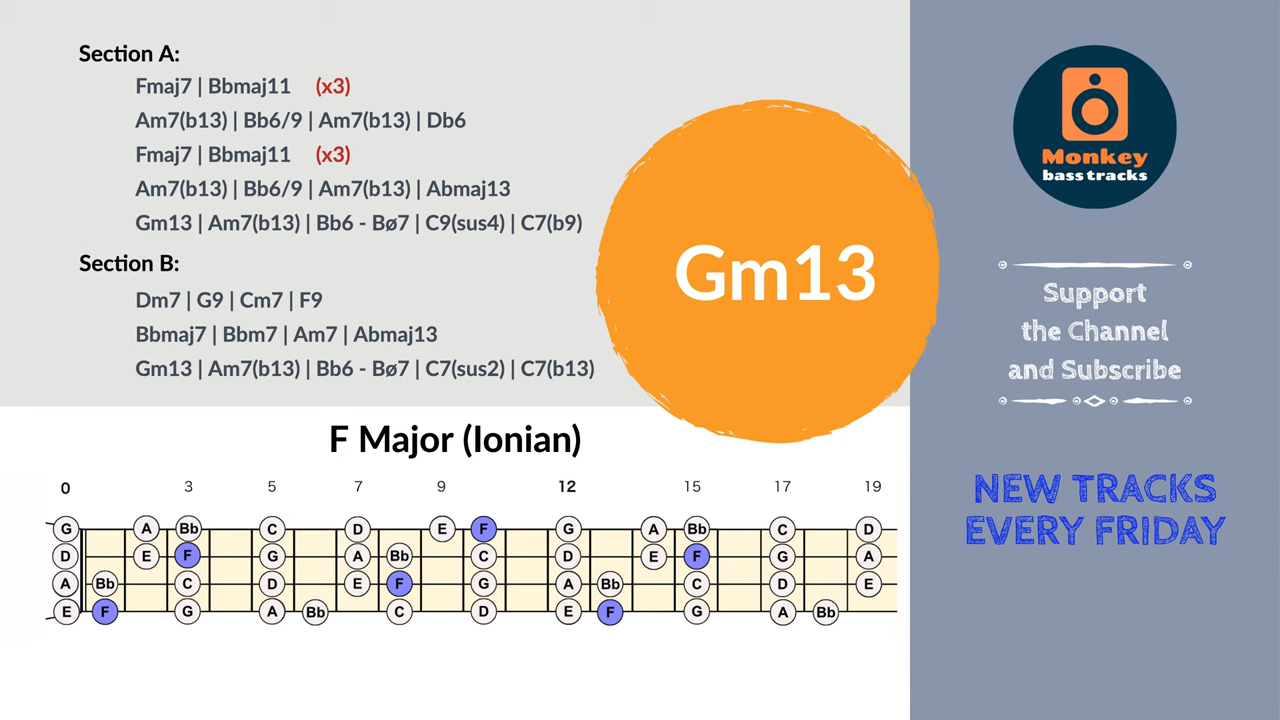 Section A:
Fmaj7 | Bbmaj11 (x3)
Am7(b13) | Bb6/9 | Am7(b13) | Db6
Fmaj7 | Bbmaj11 (x3)
Am7(b13) | Bb6/9 | Am7(b13) | Abmaj13
Gm13 | Am7(b13) | Bb6 - Bø7 | C9(sus4) | C7(b9)
Section B:
Dm7 | G9 | Cm7 | F9
Bbmaj7 | Bbm7 | Am7 | Abmaj13
Gm13 | Am7(b13) | Bb6 - Bø7 | C7(sus2) | C7(b13)
Gm13
Monkey
bass tracks
Support
the Channel
and Subscribe
NEW TRACKS
EVERY FRIDAY
F Major (Ionian)
0 3 5 7 9 12 15 17 19
G A Bb C D E F G A Bb C D
D E F G A Bb C D E F G A
A Bb C D E F G A Bb C D E
E F G A Bb C D E F G A Bb